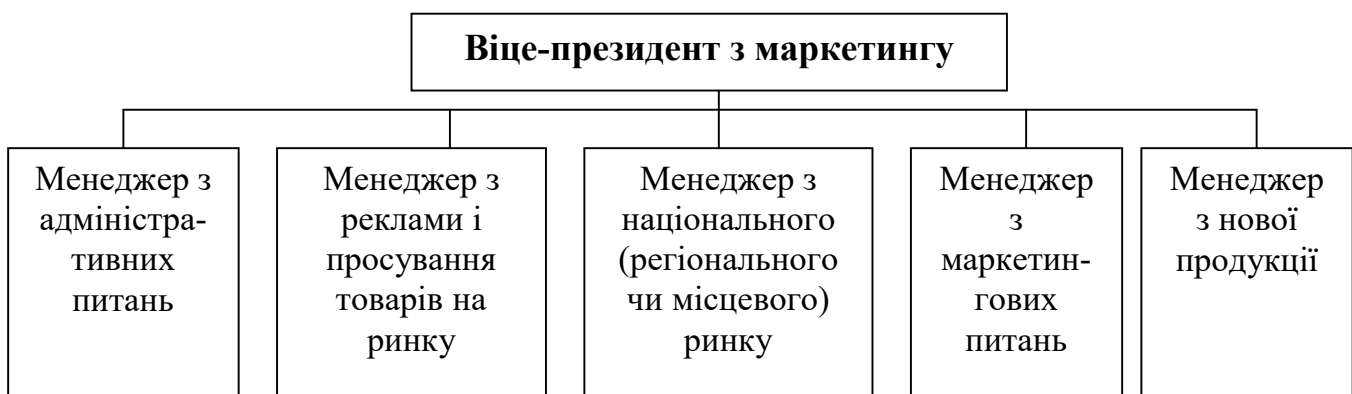 Віце-президент з маркетингу
Менеджер з
адміністра-
тивних
питань
Менеджер з
реклами і
просування
товарів на
ринку
Менеджер з
національного
(регіонального
чи місцевого)
ринку
Менеджер
з
маркетин-
гових
питань
Менеджер
з нової
продукції